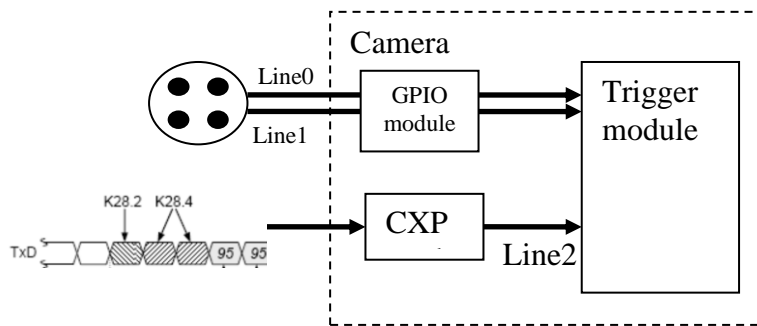 Camera
Line0
GPIO
module
Line1
Trigger
module
K28.2 K28.4
CXP
TxD
95 95
Line2